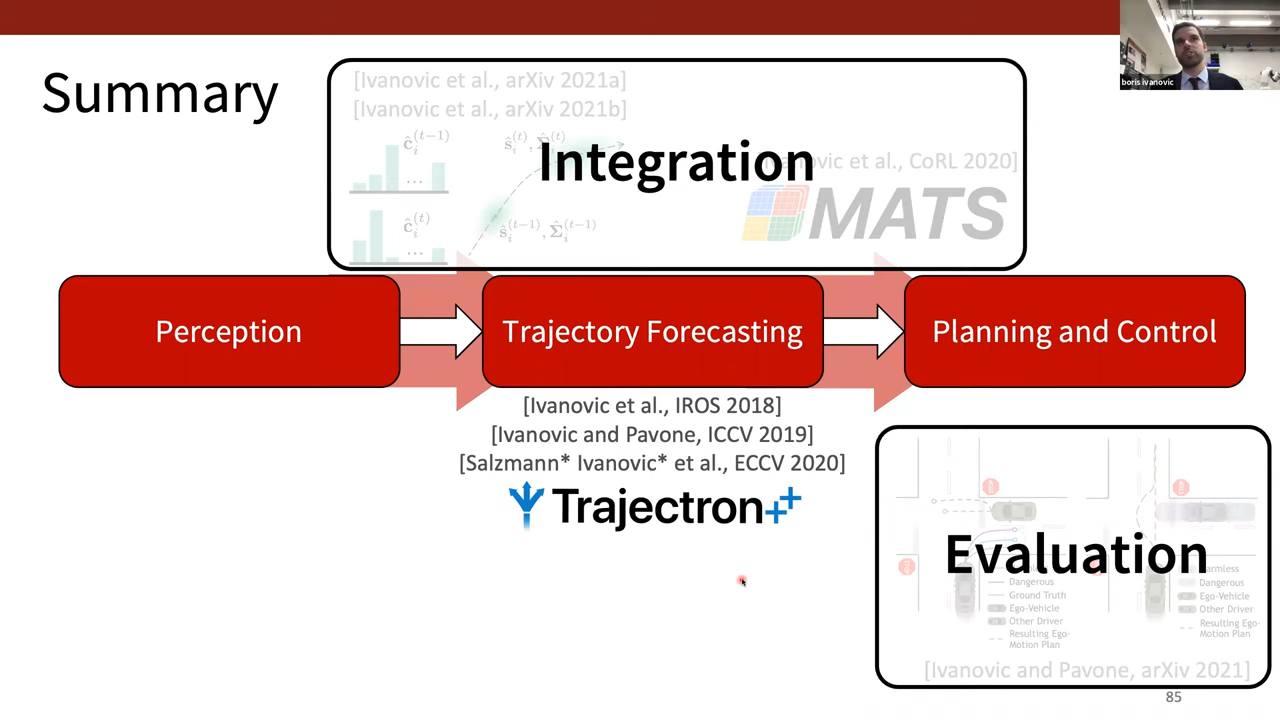 boris ivanovic
Summary
[Ivanovic et al., arXiv 2021a]
[Ivanovic et al., arXiv 2021b]
Integration
ovic et al., CoRL 2020]
MATS
Perception
Trajectory Forecasting
Planning and Control
[Ivanovic et al., IROS 2018]
[Ivanovic and Pavone, ICCV 2019]
[Salzmann* Ivanovic* et al., ECCV 2020]
Trajectron++
Evaluation
Dangerous
Ground Truth
Ego-Vehicle
Other Driver
Resulting Ego-
Motion Plan
Harmless
Dangerous
Ego-Vehicle
Other Driver
Resulting Ego-
Motion Plan
[Ivanovic and Pavone, arXiv 2021]
85